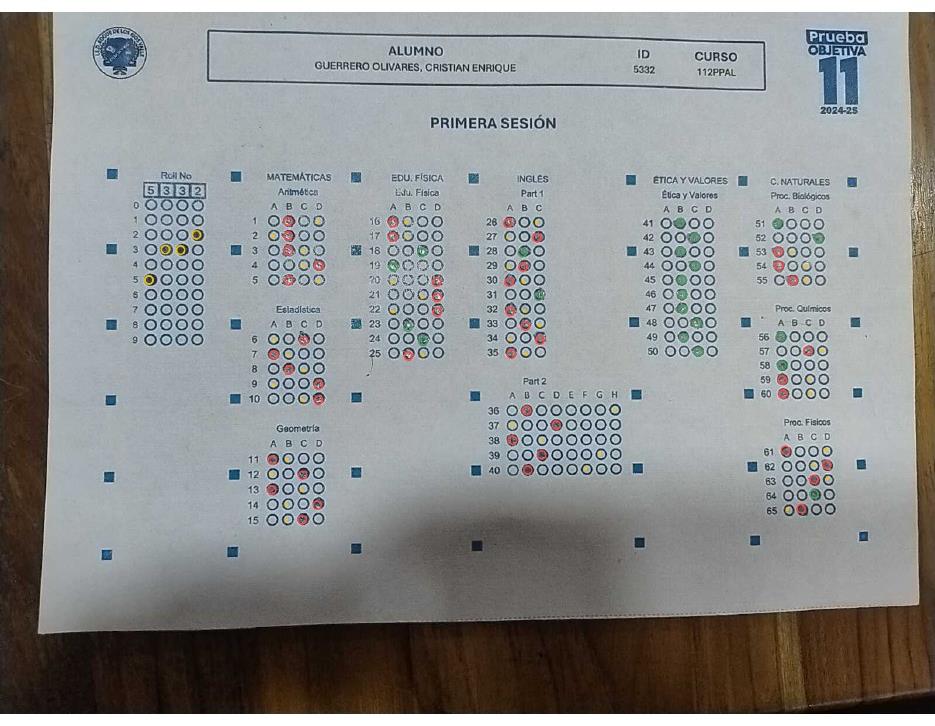 I.E.D. ROQUE DE LOS RIOS VALLE
ALUMNO
GUERRERO OLIVARES, CRISTIAN ENRIQUE
ID
5332
CURSO
112PPAL
Prueba
OBJETIVA
11
2024-25
PRIMERA SESIÓN
Roll No
5 3 3 2
0
1
2
3
4
5
6
7
8
9
MATEMÁTICAS
Aritmética
A B C D
1
2
3
4
5
Estadística
A B C D
6
7
8
9
10
Geometría
A B C D
11
12
13
14
15
EDU. FÍSICA
Edu. Física
A B C D
16
17
18
19
20
21
22
23
24
25
INGLÉS
Part 1
A B C
26
27
28
29
30
31
32
33
34
35
Part 2
A B C D E F G H
36
37
38
39
40
ÉTICA Y VALORES
Ética y Valores
A B C D
41
42
43
44
45
46
47
48
49
50
C. NATURALES
Proc. Biológicos
A B C D
51
52
53
54
55
Proc. Químicos
A B C D
56
57
58
59
60
Proc. Físicos
A B C D
61
62
63
64
65